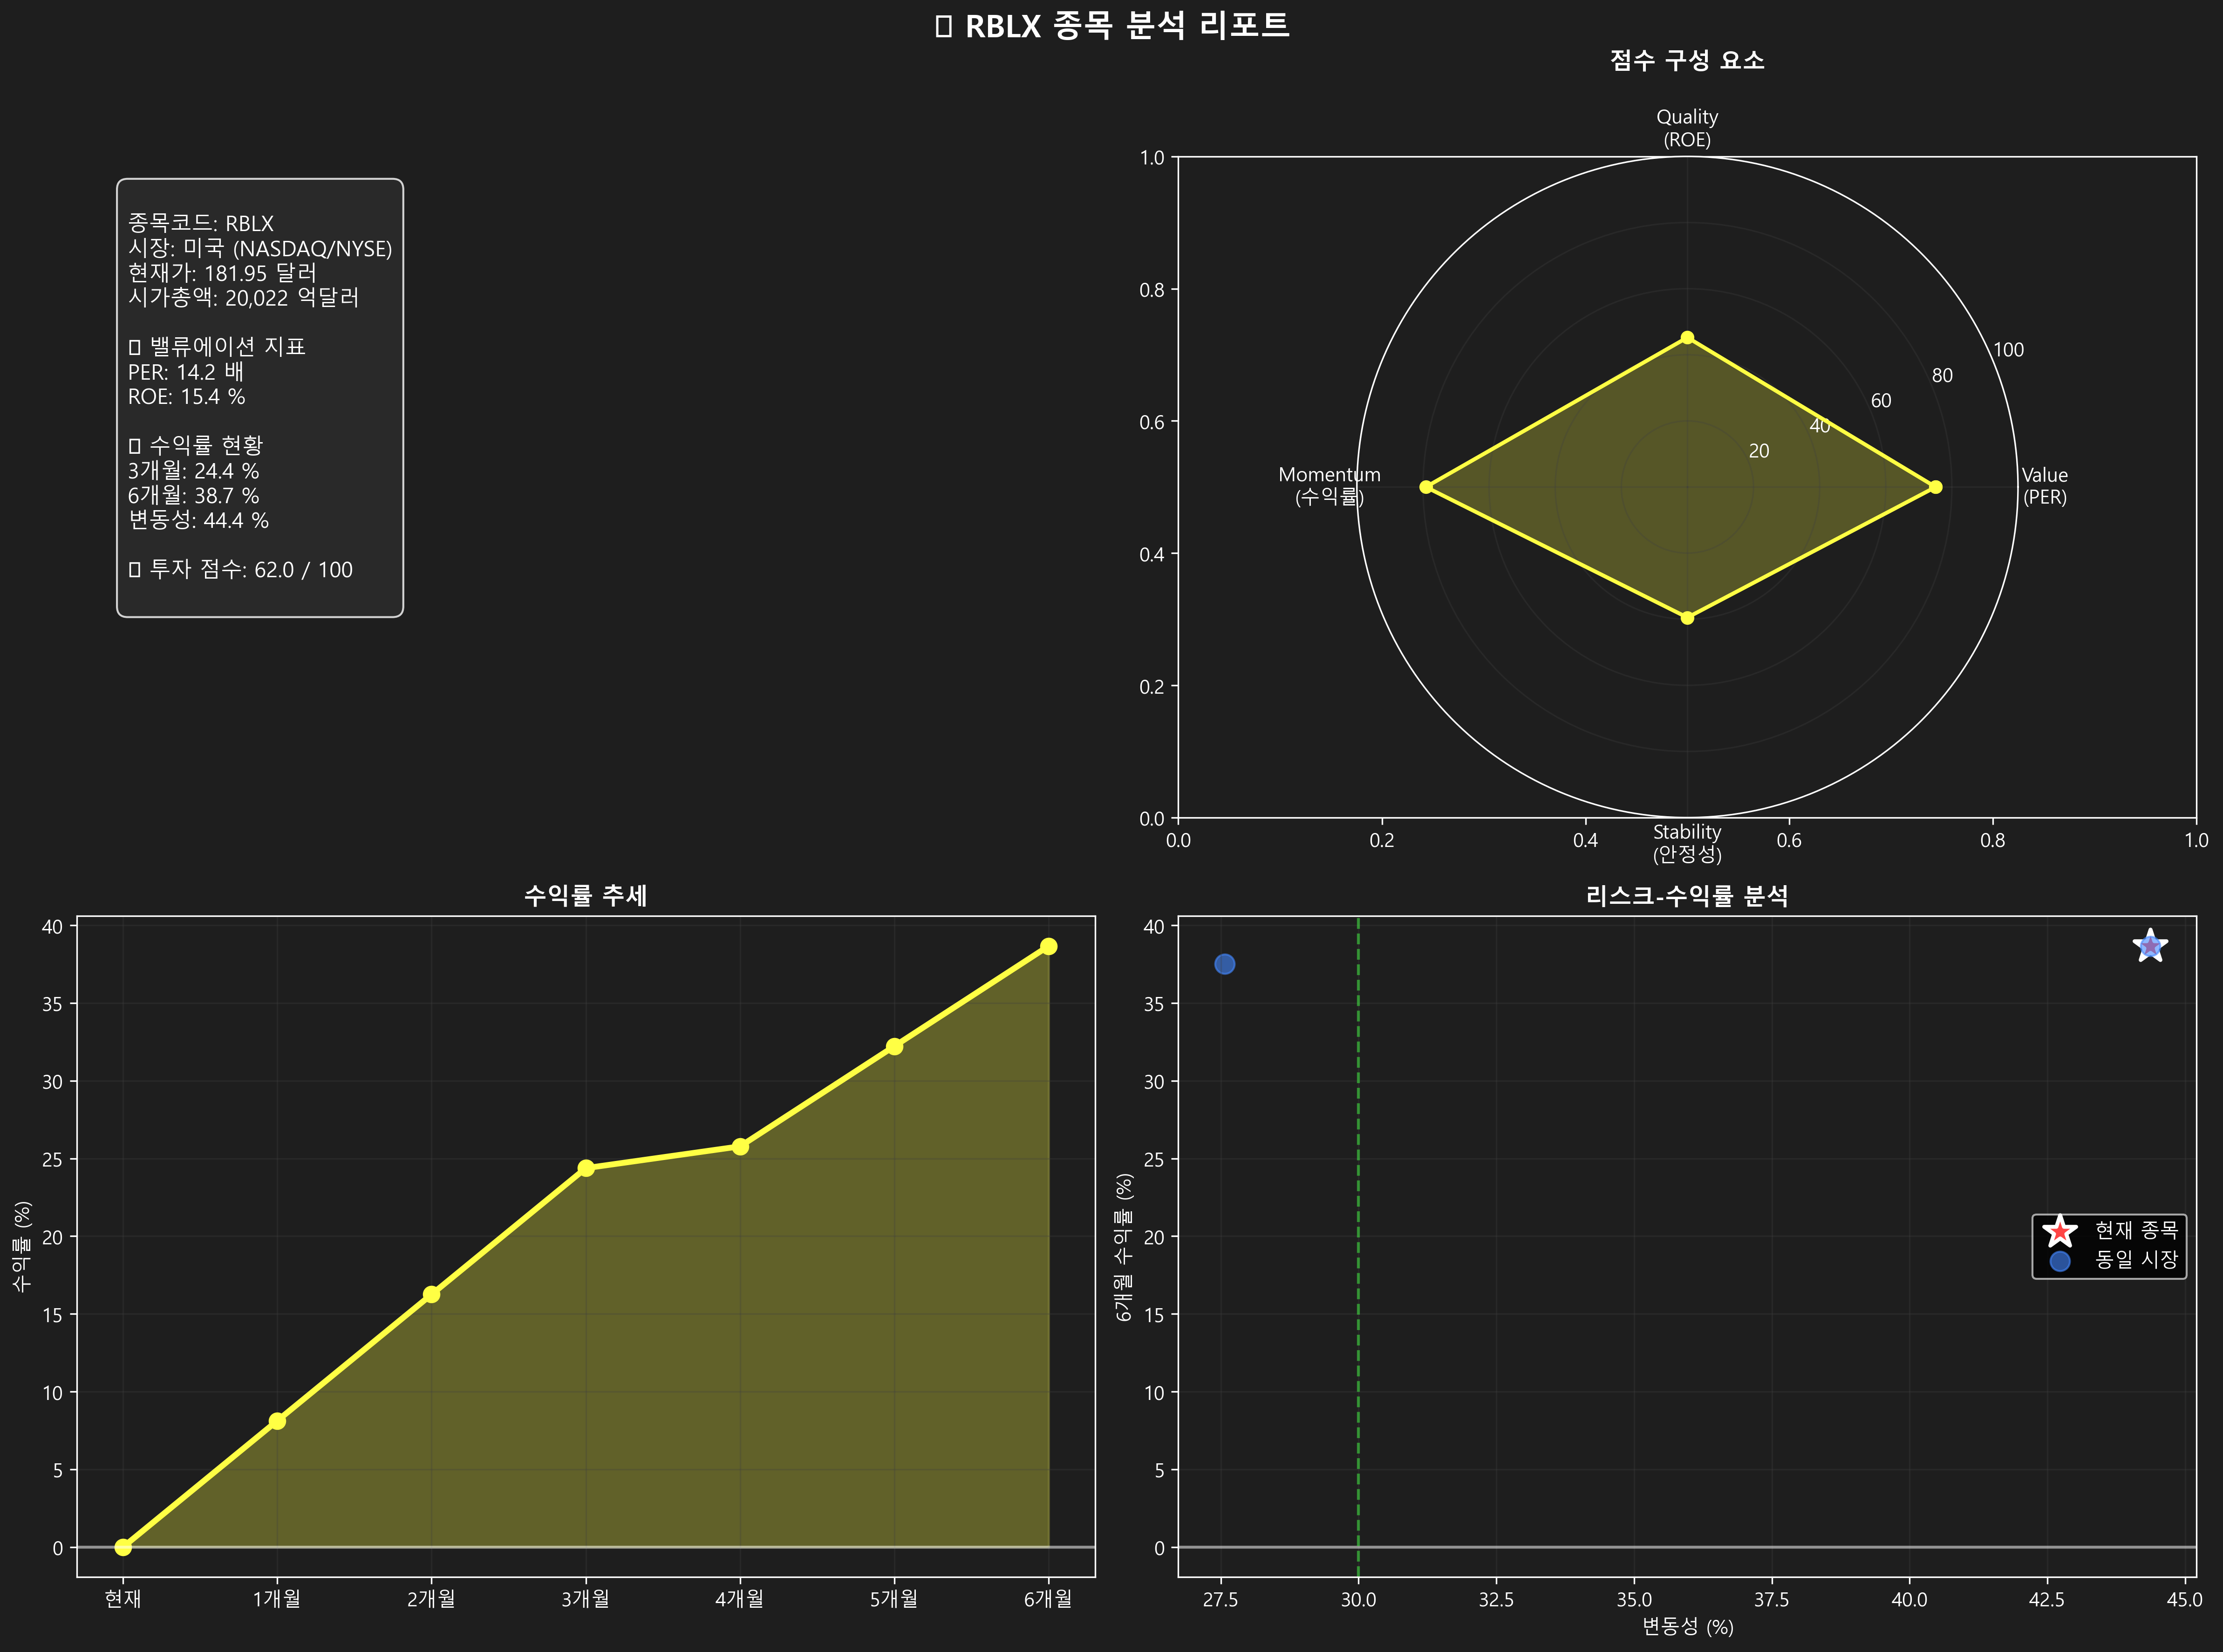 RBLX 종목 분석 리포트
종목코드: RBLX
시장: 미국 (NASDAQ/NYSE)
현재가: 181.95 달러
시가총액: 20,022 억달러
밸류에이션 지표
PER: 14.2 배
ROE: 15.4 %
수익률 현황
3개월: 24.4 %
6개월: 38.7 %
변동성: 44.4 %
투자 점수: 62.0 / 100
점수 구성 요소
Quality
(ROE)
Momentum
(수익률)
Value
(PER)
Stability
(안정성)
20
40
60
80
100
1.0
0.8
0.6
0.4
0.2
0.0
0.0
0.2
0.4
0.6
0.8
1.0
수익률 추세
수익률 (%)
40
35
30
25
20
15
10
5
0
현재
1개월
2개월
3개월
4개월
5개월
6개월
리스크-수익률 분석
6개월 수익률 (%)
40
35
30
25
20
15
10
5
0
현재 종목
동일 시장
27.5
30.0
32.5
35.0
37.5
40.0
42.5
45.0
변동성 (%)